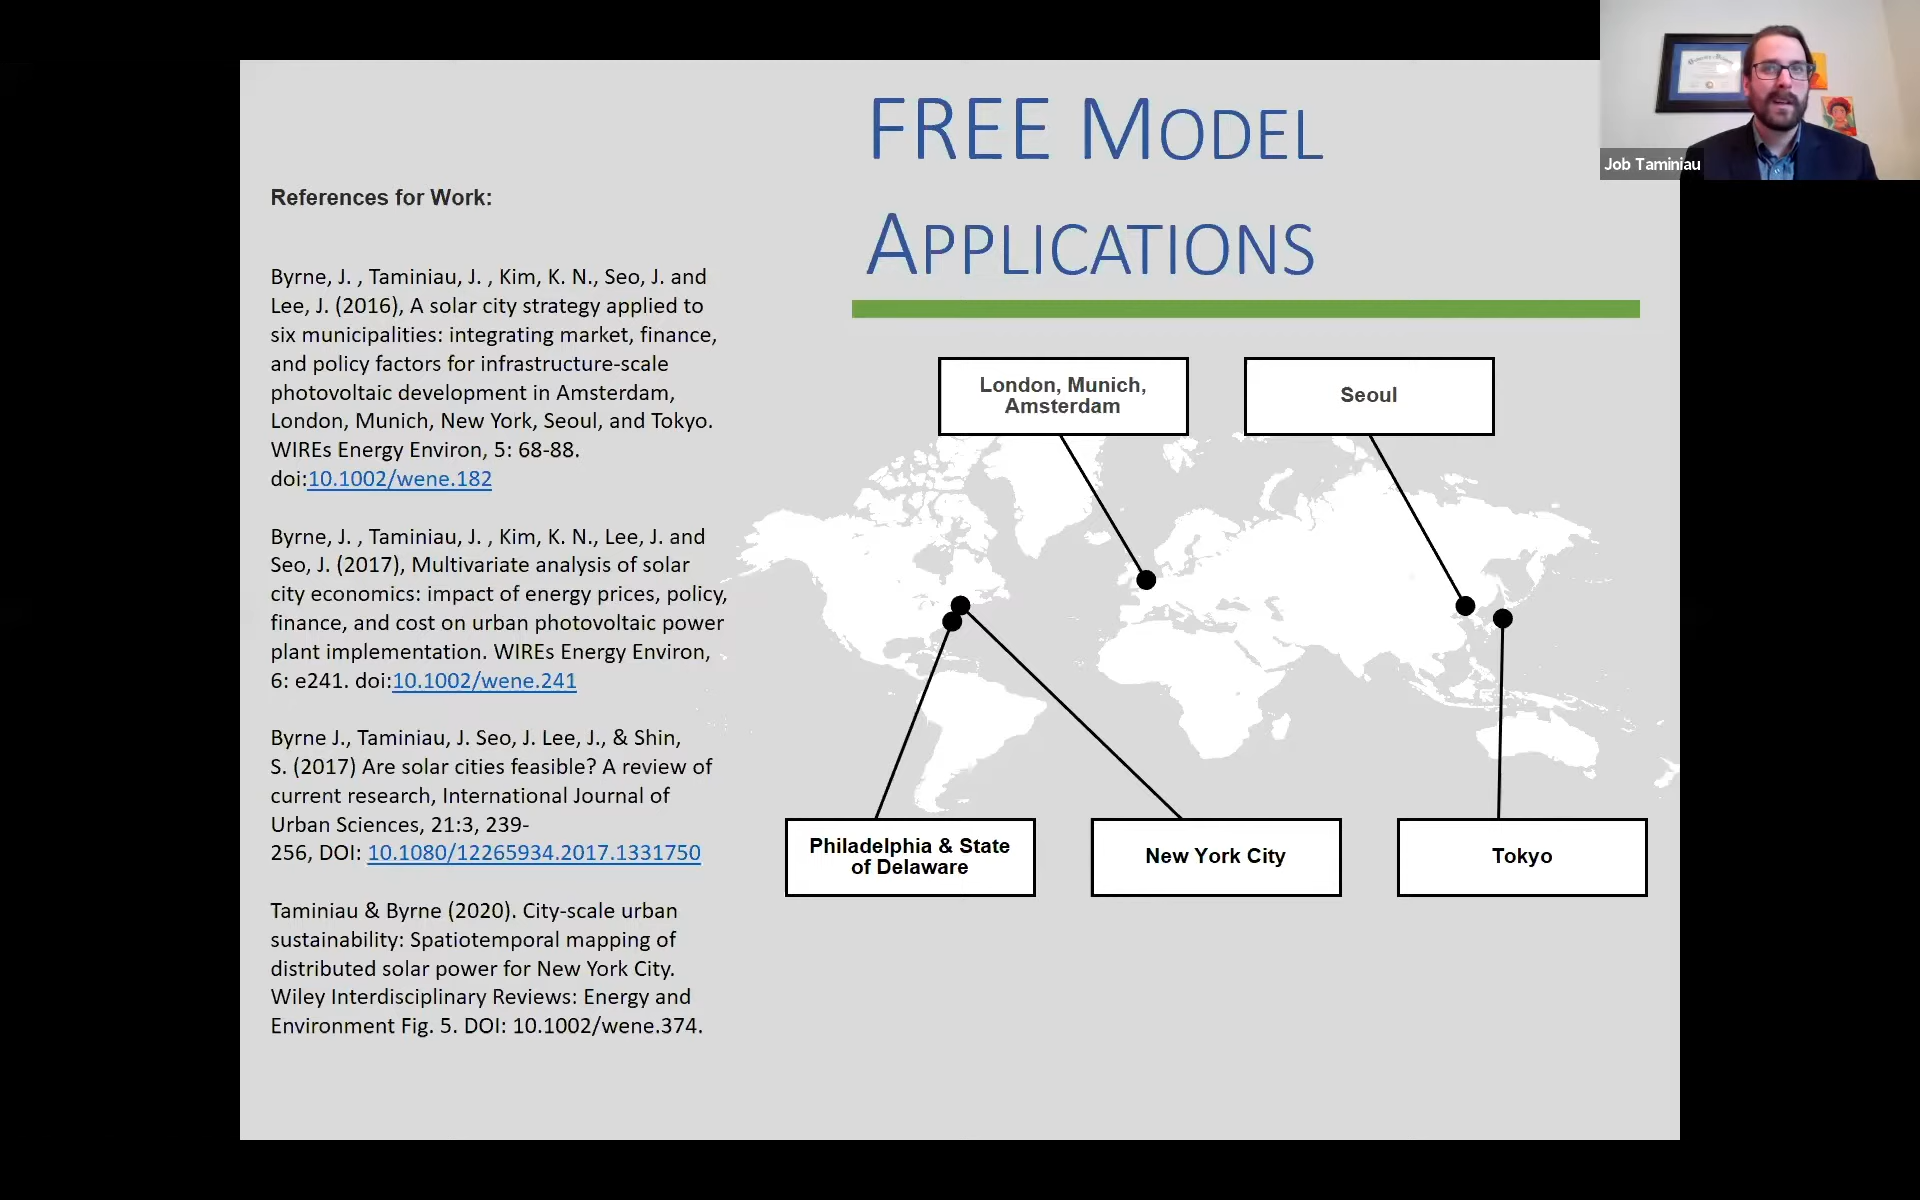 FREE MODEL
APPLICATIONS
Job Taminiau
References for Work:
Byrne, J. , Taminiau, J. , Kim, K. N., Seo, J. and
Lee, J. (2016), A solar city strategy applied to
six municipalities: integrating market, finance,
and policy factors for infrastructure-scale
photovoltaic development in Amsterdam,
London, Munich, New York, Seoul, and Tokyo.
WIREs Energy Environ, 5: 68-88.
doi:10.1002/wene.182
Byrne, J. , Taminiau, J. , Kim, K. N., Lee, J. and
Seo, J. (2017), Multivariate analysis of solar
city economics: impact of energy prices, policy,
finance, and cost on urban photovoltaic power
plant implementation. WIREs Energy Environ,
6: e241. doi:10.1002/wene.241
Byrne J., Taminiau, J. Seo, J. Lee, J., & Shin,
S. (2017) Are solar cities feasible? A review of
current research, International Journal of
Urban Sciences, 21:3, 239-
256, DOI: 10.1080/12265934.2017.1331750
Taminiau & Byrne (2020). City-scale urban
sustainability: Spatiotemporal mapping of
distributed solar power for New York City.
Wiley Interdisciplinary Reviews: Energy and
Environment Fig. 5. DOI: 10.1002/wene.374.
London, Munich,
Amsterdam
Seoul
Philadelphia & State
of Delaware
New York City
Tokyo